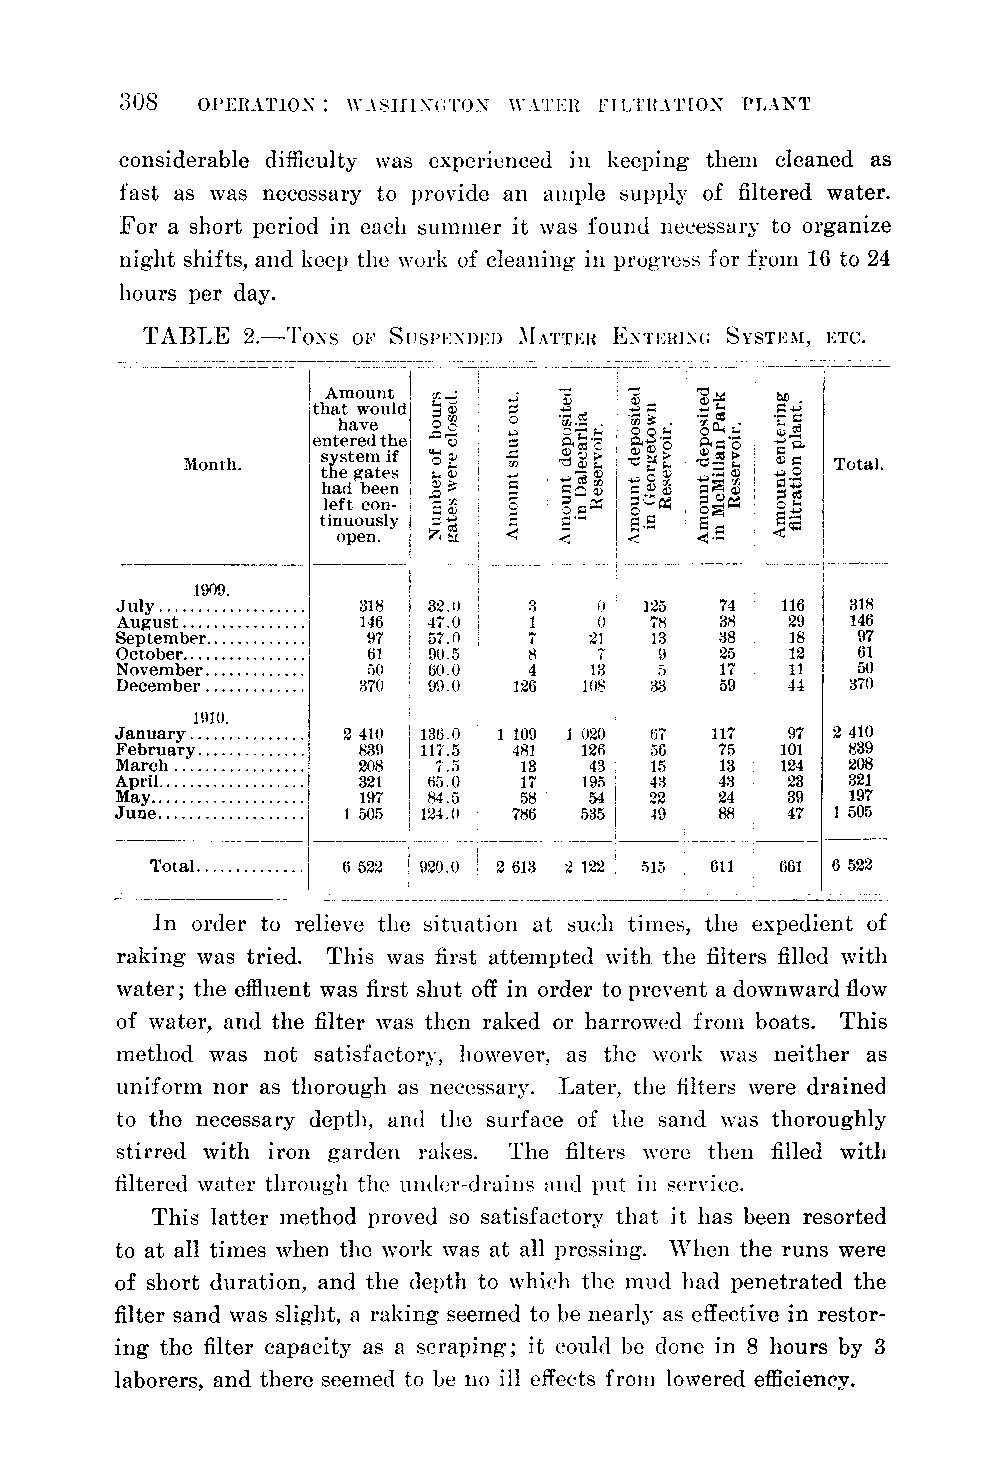 308 OPERATION: WASHINGTON WATER FILTRATION PLANT
considerable difficulty was experienced in keeping them cleaned as
fast as was necessary to provide an ample supply of filtered water.
For a short period in each summer it was found necessary to organize
night shifts, and keep the work of cleaning in progress for from 16 to 24
hours per day.
TABLE 2.—Tons of Suspended Matter Entering System, etc.
Month.
Amount
that would
have
entered the
system if
the gates
had been
left con-
tinuously
open.
Number of hours
gates were closed.
Amount shut out.
Amount deposited
in Dalecarlia
Reservoir.
Amount deposited
in Georgetown
Reservoir.
Amount deposited
in McMillan Park
Reservoir.
Amount entering
filtration plant.
Total.
1909.
July................... 318 32.0 3 0 125 74 116 318
August................ 146 47.0 1 0 78 38 29 146
September............. 97 57.0 7 21 13 38 18 97
October................ 61 90.5 8 7 9 25 12 61
November............. 50 60.0 4 13 5 17 11 50
December ............. 370 99.0 126 108 33 59 44 370
1910.
January............... 2 410 136.0 1 109 1 020 67 117 97 2 410
February.............. 839 117.5 481 126 56 75 101 839
March ................. 208 7.5 13 43 15 13 124 208
April................... 321 65.0 17 195 43 43 23 321
May.................... 197 84.5 58 54 22 24 39 197
June................... 1 505 124.0 786 535 49 88 47 1 505
Total.............. 6 522 920.0 2 613 2 122 515 611 661 6 522
In order to relieve the situation at such times, the expedient of
raking was tried. This was first attempted with the filters filled with
water; the effluent was first shut off in order to prevent a downward flow
of water, and the filter was then raked or harrowed from boats. This
method was not satisfactory, however, as the work was neither as
uniform nor as thorough as necessary. Later, the filters were drained
to the necessary depth, and the surface of the sand was thoroughly
stirred with iron garden rakes. The filters were then filled with
filtered water through the under-drains and put in service.
This latter method proved so satisfactory that it has been resorted
to at all times when the work was at all pressing. When the runs were
of short duration, and the depth to which the mud had penetrated the
filter sand was slight, a raking seemed to be nearly as effective in restor-
ing the filter capacity as a scraping; it could be done in 8 hours by 3
laborers, and there seemed to be no ill effects from lowered efficiency.